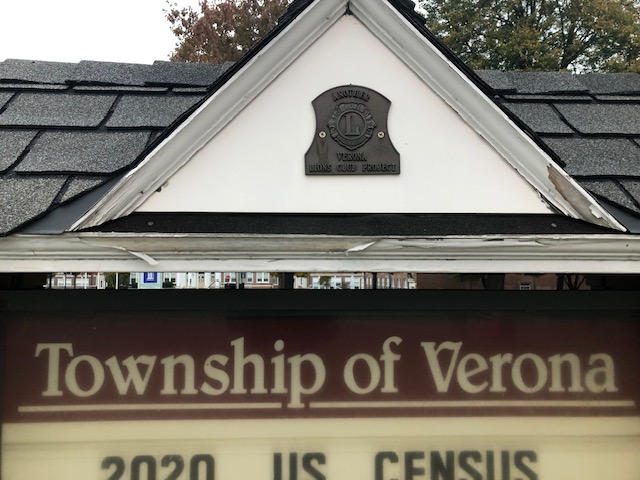 ANOTHER
L
VERONA
LIONS CLUB PROJECT
Township of Verona
2020 US CENSUS